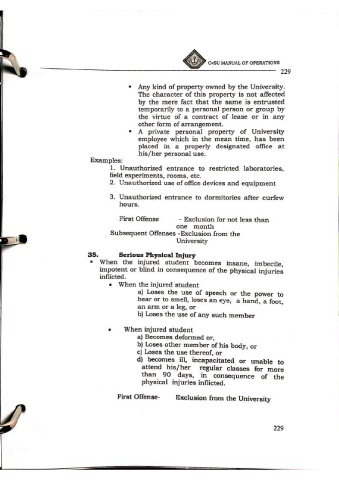 CvSU MANUAL OF OPERATIONS
229
• Any kind of property owned by the University.
The character of this property is not affected
by the mere fact that the same is entrusted
temporarily to a personal person or group by
the virtue of a contract of lease or in any
other form of arrangement.
• A private personal property of University
employee which in the mean time, has been
placed in a properly designated office at
his/her personal use.
Examples:
1. Unauthorized entrance to restricted laboratories,
field experiments, rooms, etc.
2. Unauthorized use of office devices and equipment
3. Unauthorized entrance to dormitories after curfew
hours.
First Offense - Exclusion for not less than
one month
Subsequent Offenses -Exclusion from the
University
35. Serious Physical Injury
• When the injured student becomes insane, imbecile,
impotent or blind in consequence of the physical injuries
inflicted.
• When the injured student
a) Loses the use of speech or the power to
hear or to smell, loses an eye, a hand, a foot,
an arm or a leg, or
b) Loses the use of any such member
• When injured student
a) Becomes deformed or,
b) Loses other member of his body, or
c) Loses the use thereof, or
d) becomes ill, incapacitated or unable to
attend his/her regular classes for more
than 90 days, in consequence of the
physical injuries inflicted.
First Offense- Exclusion from the University
229